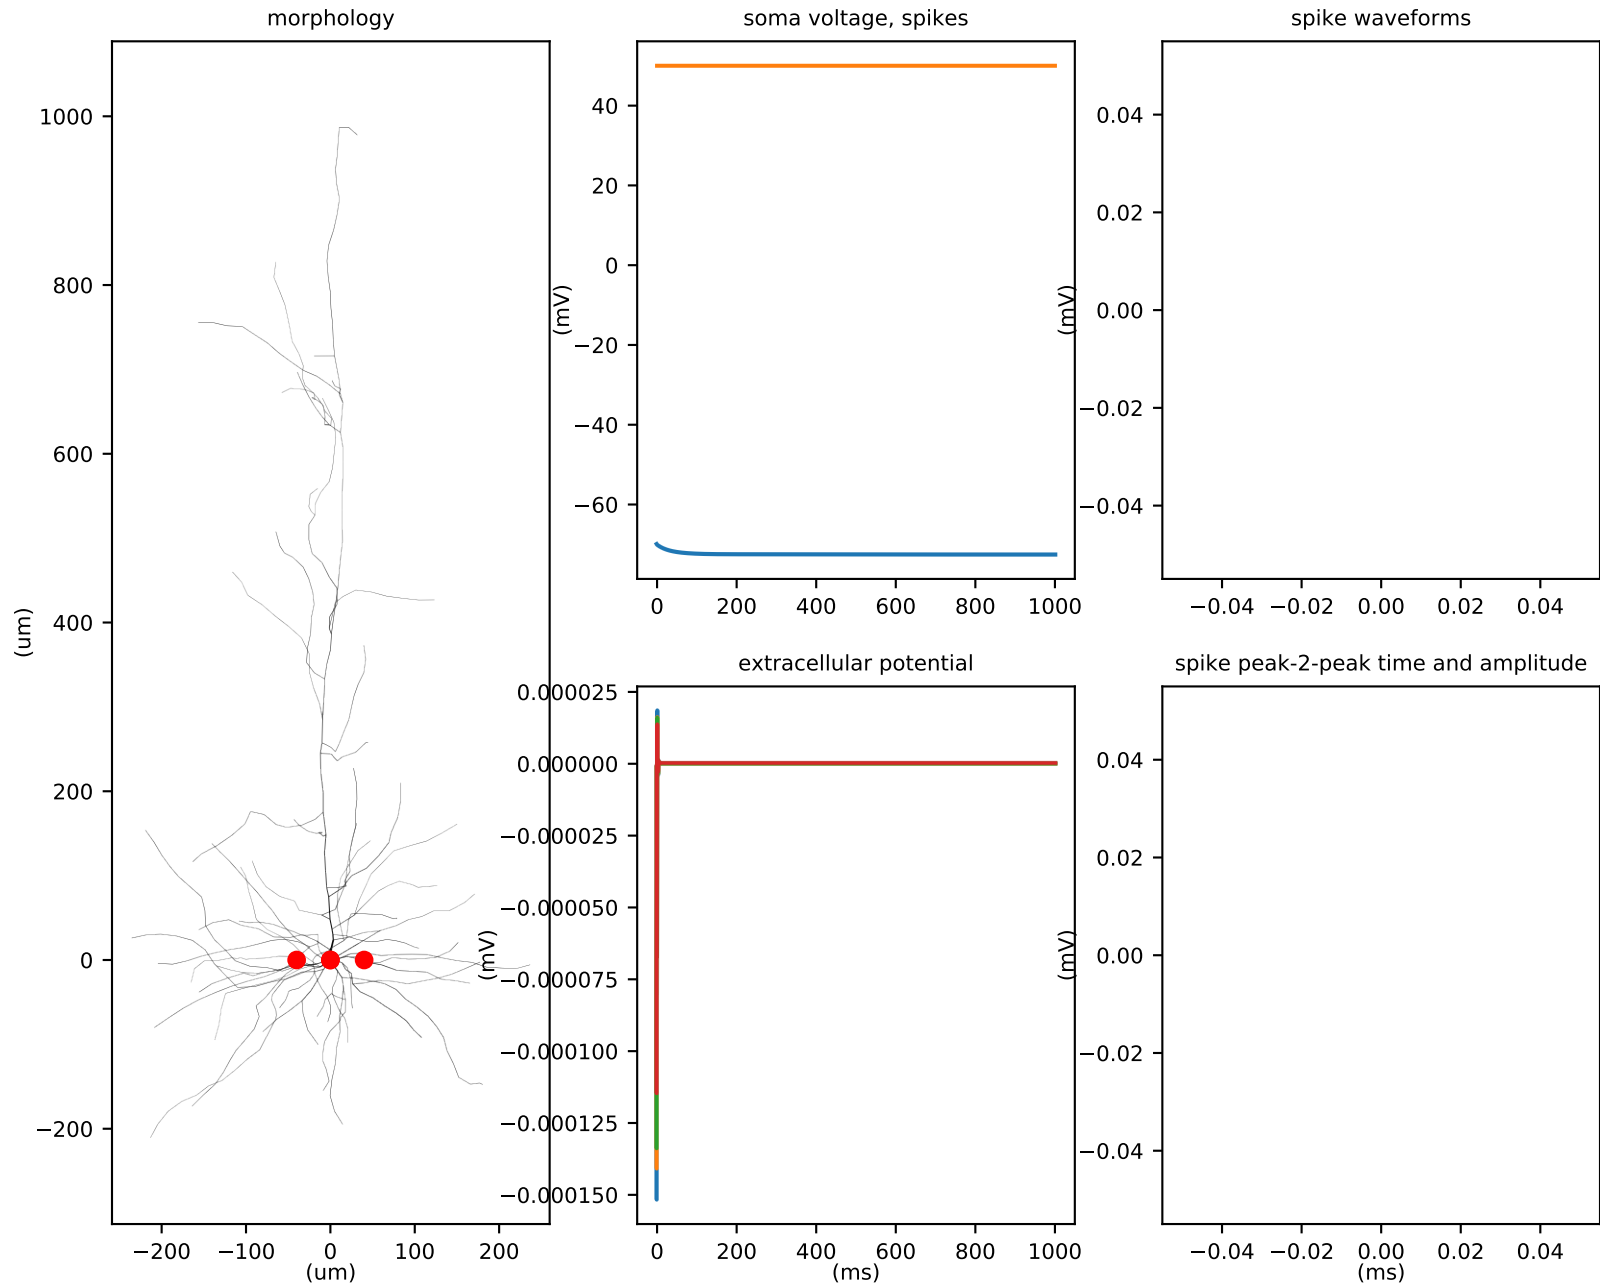 morphology
1000
800
600
400
200
0
−200
(um)
−200 −100 0 100 200
(um)
soma voltage, spikes
40
20
0
−20
−40
−60
(mV)
0 200 400 600 800 1000
spike waveforms
0.04
0.02
0.00
−0.02
−0.04
(mV)
−0.04 −0.02 0.00 0.02 0.04
extracellular potential
0.000025
0.000000
−0.000025
−0.000050
−0.000075
−0.000100
−0.000125
−0.000150
(mV)
0 200 400 600 800 1000
(ms)
spike peak-2-peak time and amplitude
0.04
0.02
0.00
−0.02
−0.04
(mV)
−0.04 −0.02 0.00 0.02 0.04
(ms)